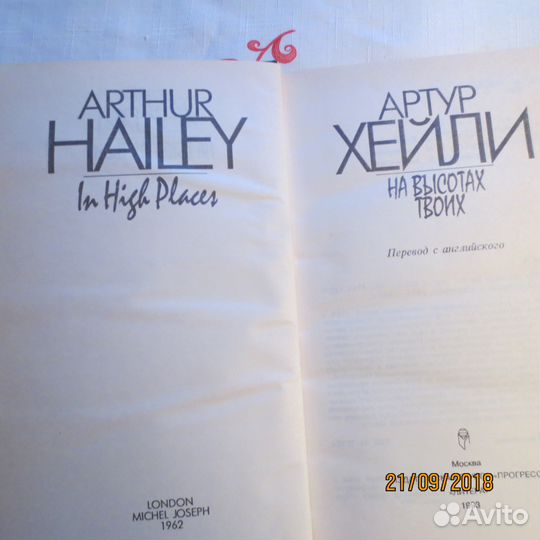 ARTHUR
HAILEY
In High Places
LONDON
MICHEL JOSEPH
1962
АРТУР
ХЕЙЛИ
НА ВЫСОТАХ
ТВОИХ
Перевод с английского
Москва
ПРОГРЕСС
21/09/2018
Avito